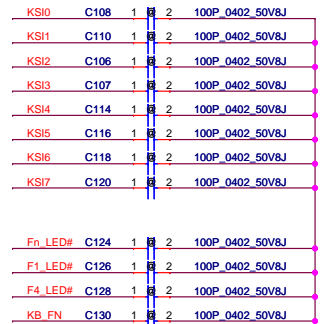 KSI0 C108 1 @ 2 100P_0402_50V8J
KSI1 C110 1 @ 2 100P_0402_50V8J
KSI2 C106 1 @ 2 100P_0402_50V8J
KSI3 C107 1 @ 2 100P_0402_50V8J
KSI4 C114 1 @ 2 100P_0402_50V8J
KSI5 C116 1 @ 2 100P_0402_50V8J
KSI6 C118 1 @ 2 100P_0402_50V8J
KSI7 C120 1 @ 2 100P_0402_50V8J
Fn_LED# C124 1 @ 2 100P_0402_50V8J
F1_LED# C126 1 @ 2 100P_0402_50V8J
F4_LED# C128 1 @ 2 100P_0402_50V8J
KB_FN C130 1 @ 2 100P_0402_50V8J